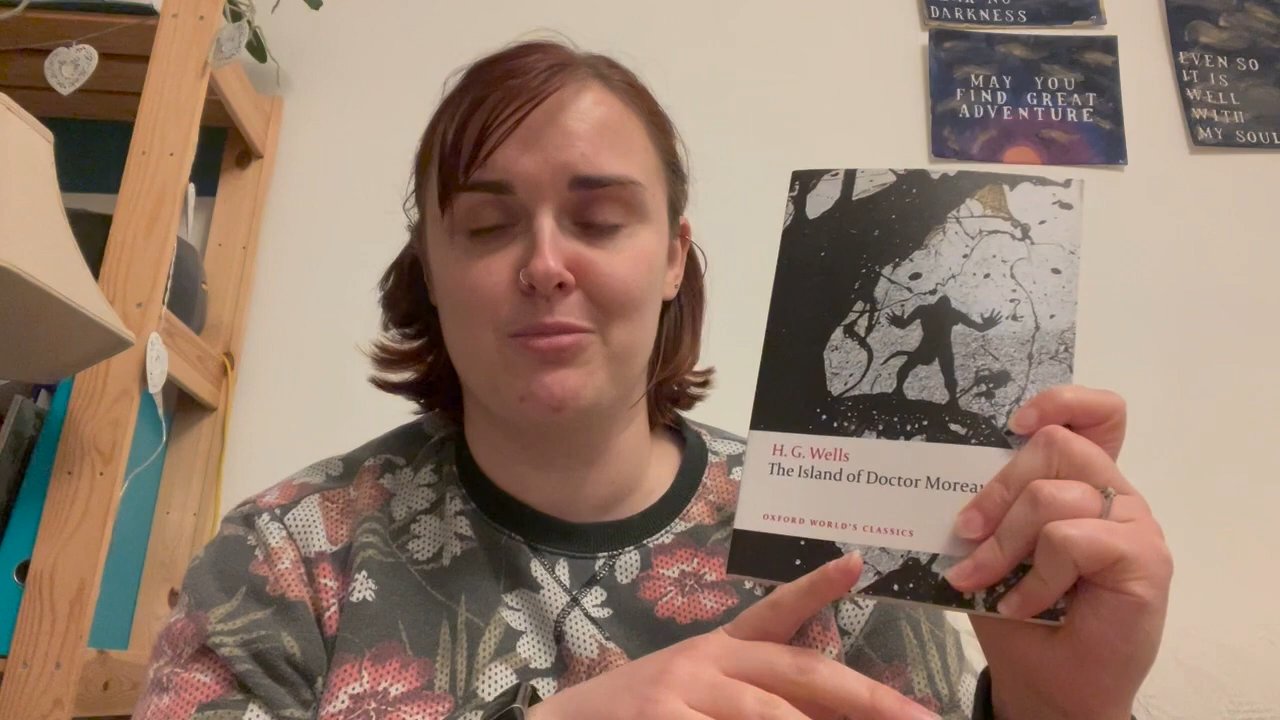 DARKNESS
MAY YOU
FIND GREAT
ADVENTURE
EVEN SO
IT IS
WELL
WITH
MY SOUL
H. G. Wells
The Island of Doctor Morea
OXFORD WORLD'S CLASSICS